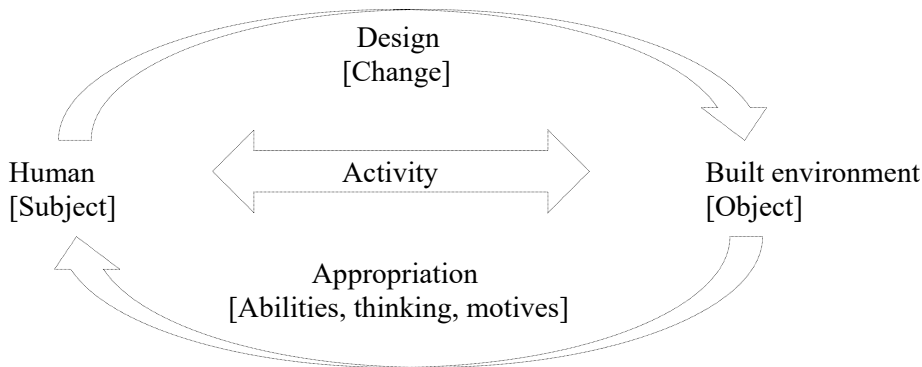 Design
[Change]
Human
[Subject]
Activity
Built environment
[Object]
Appropriation
[Abilities, thinking, motives]